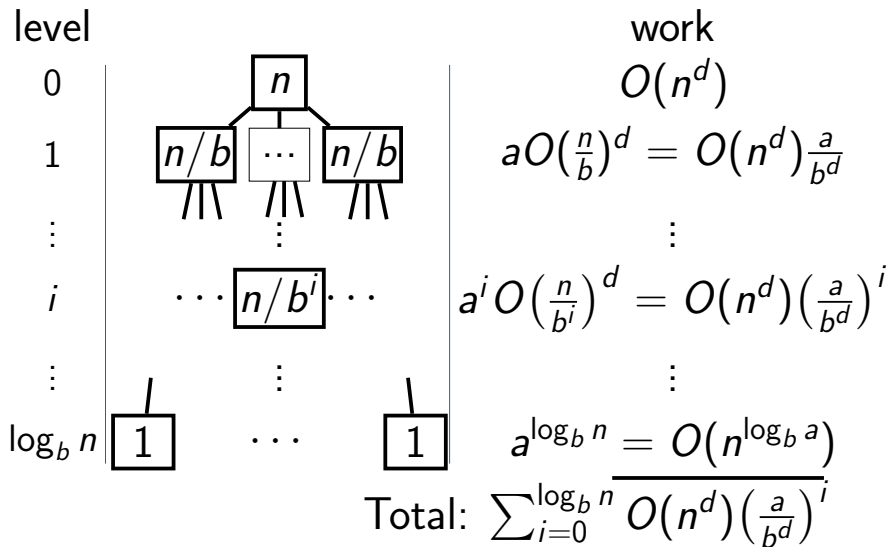 level work
0 n O(n^d)
1 n/b ⋯ n/b aO(n/b)^d = O(n^d) a/b^d
⋮ ⋮ ⋮
i ⋯ n/b^i ⋯ a^i O(n/b^i)^d = O(n^d)(a/b^d)^i
⋮ ⋮ ⋮
log_b n 1 ⋯ 1 a^{log_b n} = O(n^{log_b a})
Total: ∑_{i=0}^{log_b n} O(n^d)(a/b^d)^i